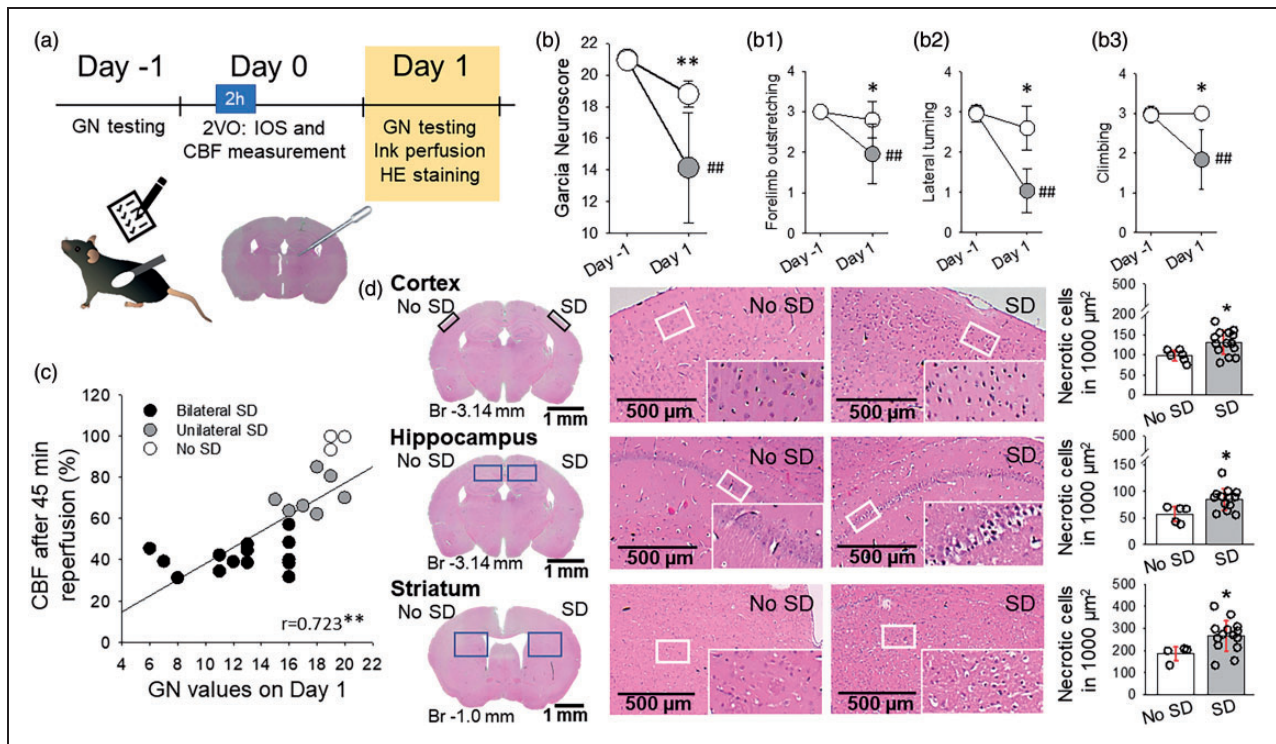 (a)
Day -1
Day 0
Day 1
2h
GN testing
2VO: IOS and
CBF measurement
GN testing
Ink perfusion
HE staining
(b)
Garcia Neuroscore
22
20
18
16
14
12
10
**
##
Day -1
Day 1
(b1)
Forelimb outstretching
4
3
2
1
0
*
##
Day -1
Day 1
(b2)
Lateral turning
4
3
2
1
0
*
##
Day -1
Day 1
(b3)
Climbing
4
3
2
1
0
*
##
Day -1
Day 1
(c)
CBF after 45 min
reperfusion (%)
120
100
80
60
40
20
0
Bilateral SD
Unilateral SD
No SD
r=0.723**
4 6 8 10 12 14 16 18 20 22
GN values on Day 1
(d)
Cortex
No SD
SD
Br -3.14 mm
1 mm
No SD
500 µm
SD
500 µm
Necrotic cells
in 1000 µm²
500
200
200
150
100
50
0
*
No SD
SD
Hippocampus
No SD
SD
Br -3.14 mm
1 mm
No SD
500 µm
SD
500 µm
Necrotic cells
in 1000 µm²
500
200
150
100
50
0
*
No SD
SD
Striatum
No SD
SD
Br -1.0 mm
1 mm
No SD
500 µm
SD
500 µm
Necrotic cells
in 1000 µm²
500
400
300
200
100
0
*
No SD
SD